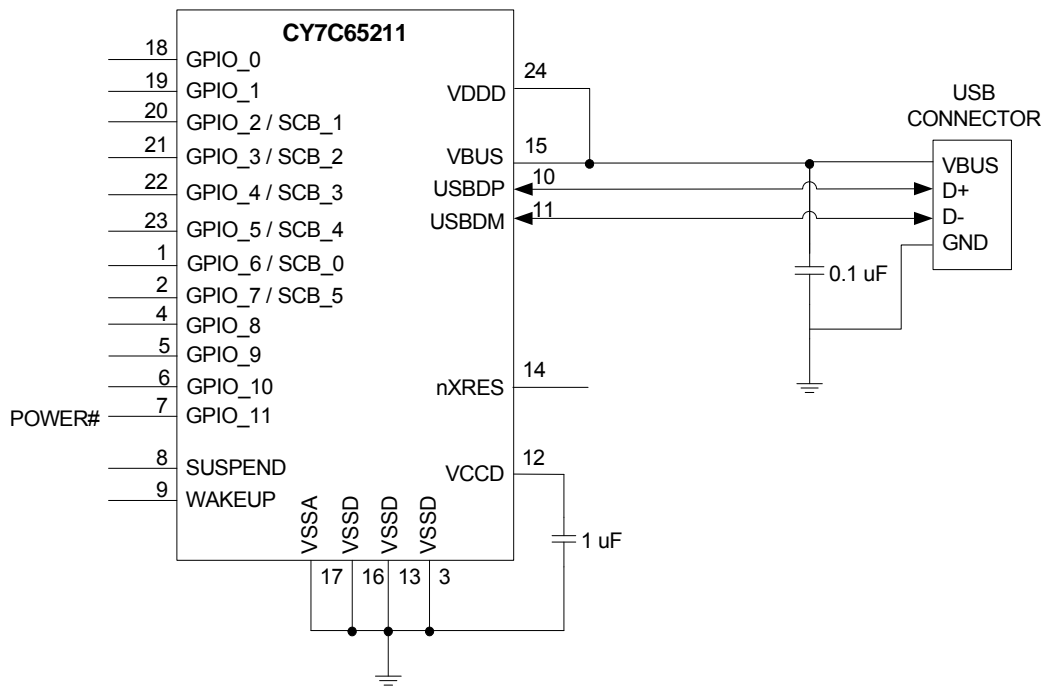 CY7C65211
18
GPIO_0
19
GPIO_1
20
GPIO_2 / SCB_1
21
GPIO_3 / SCB_2
22
GPIO_4 / SCB_3
23
GPIO_5 / SCB_4
1
GPIO_6 / SCB_0
2
GPIO_7 / SCB_5
4
GPIO_8
5
GPIO_9
6
GPIO_10
POWER#
7
GPIO_11
8
SUSPEND
9
WAKEUP
VSSA
VSSD
VSSD
VSSD
17
16
13
3
VDDD
24
VBUS
15
USBDP
10
USBDM
11
nXRES
14
VCCD
12
1 uF
0.1 uF
USB
CONNECTOR
VBUS
D+
D-
GND